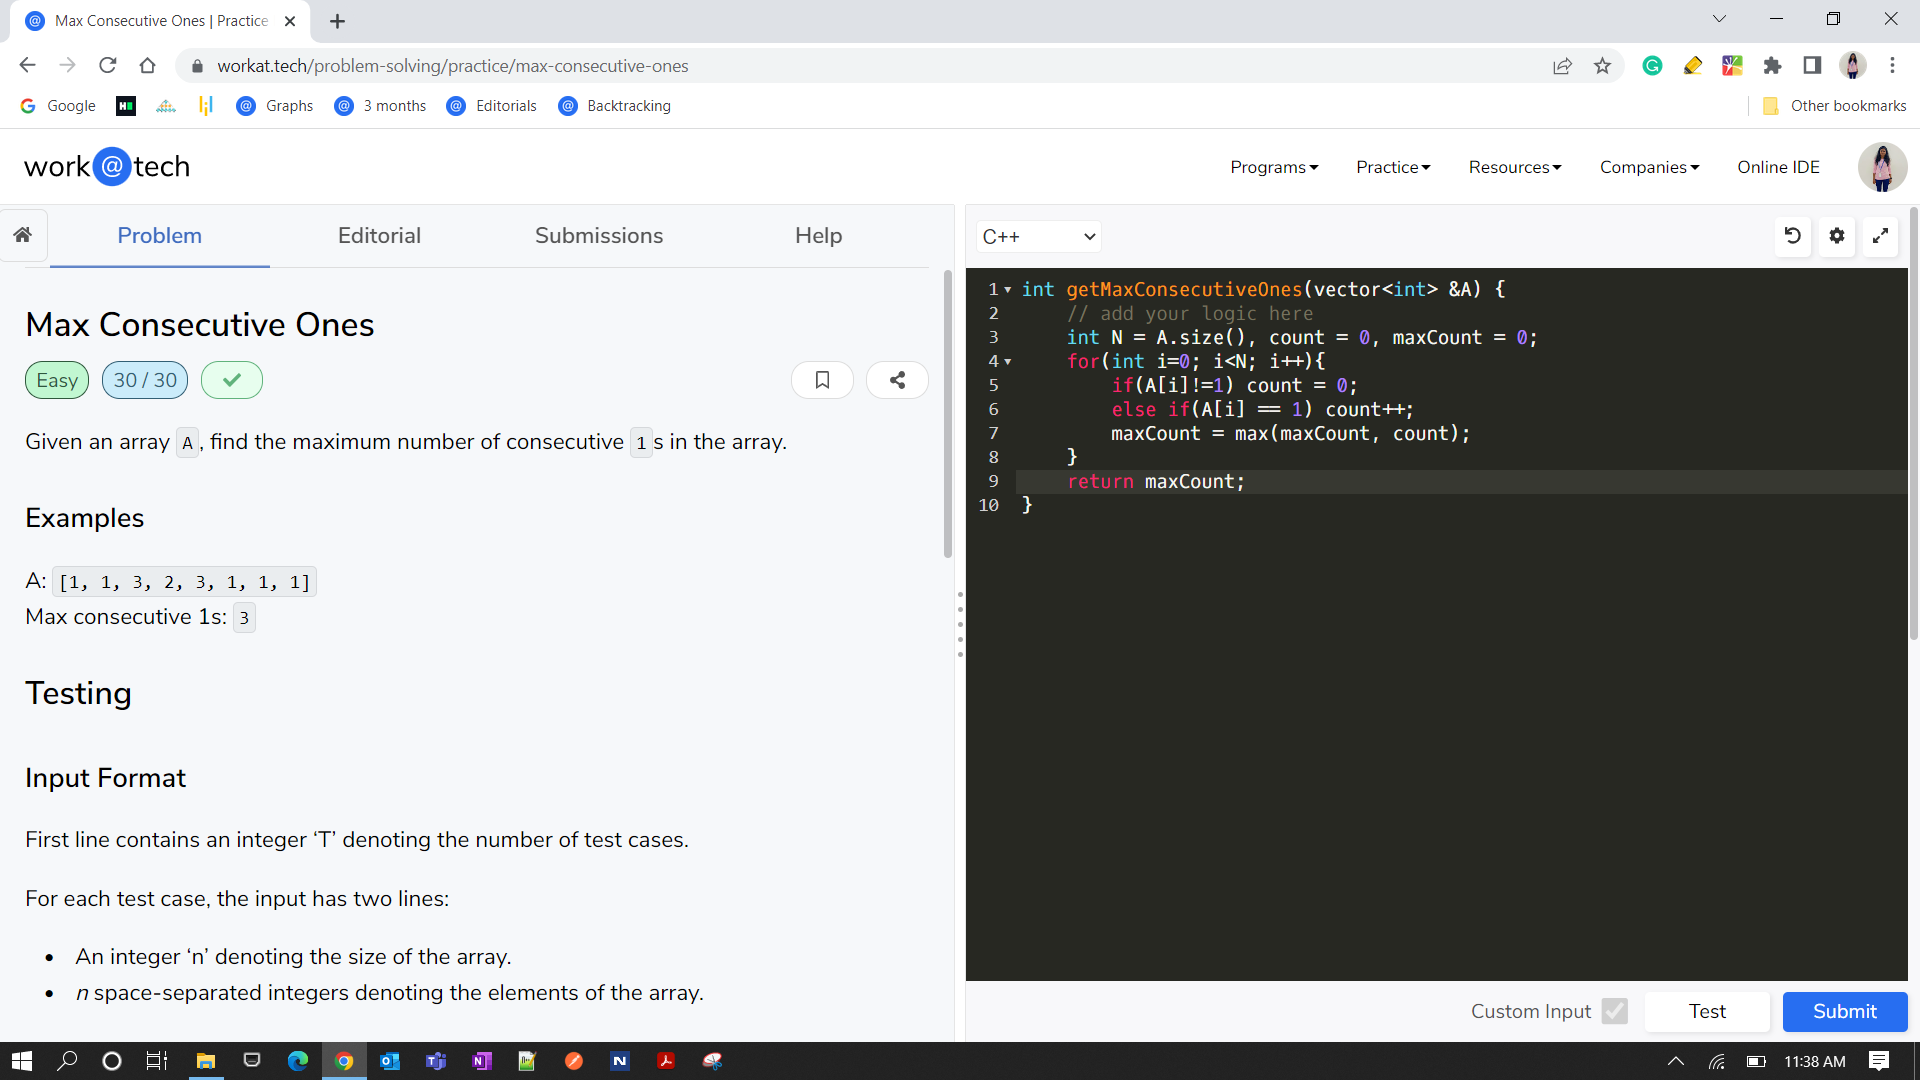 Max Consecutive Ones | Practice
workat.tech/problem-solving/practice/max-consecutive-ones
Google
Graphs
3 months
Editorials
Backtracking
Other bookmarks
work@tech
Programs
Practice
Resources
Companies
Online IDE
Problem
Editorial
Submissions
Help
C++
Max Consecutive Ones
Easy
30 / 30
Given an array A, find the maximum number of consecutive 1s in the array.
Examples
A: [1, 1, 3, 2, 3, 1, 1, 1]
Max consecutive 1s: 3
Testing
Input Format
First line contains an integer ‘T’ denoting the number of test cases.
For each test case, the input has two lines:
• An integer ‘n’ denoting the size of the array.
• n space-separated integers denoting the elements of the array.
1 int getMaxConsecutiveOnes(vector<int> &A) {
2 // add your logic here
3 int N = A.size(), count = 0, maxCount = 0;
4 for(int i=0; i<N; i++){
5 if(A[i]!=1) count = 0;
6 else if(A[i] == 1) count++;
7 maxCount = max(maxCount, count);
8 }
9 return maxCount;
10 }
Custom Input
Test
Submit
11:38 AM